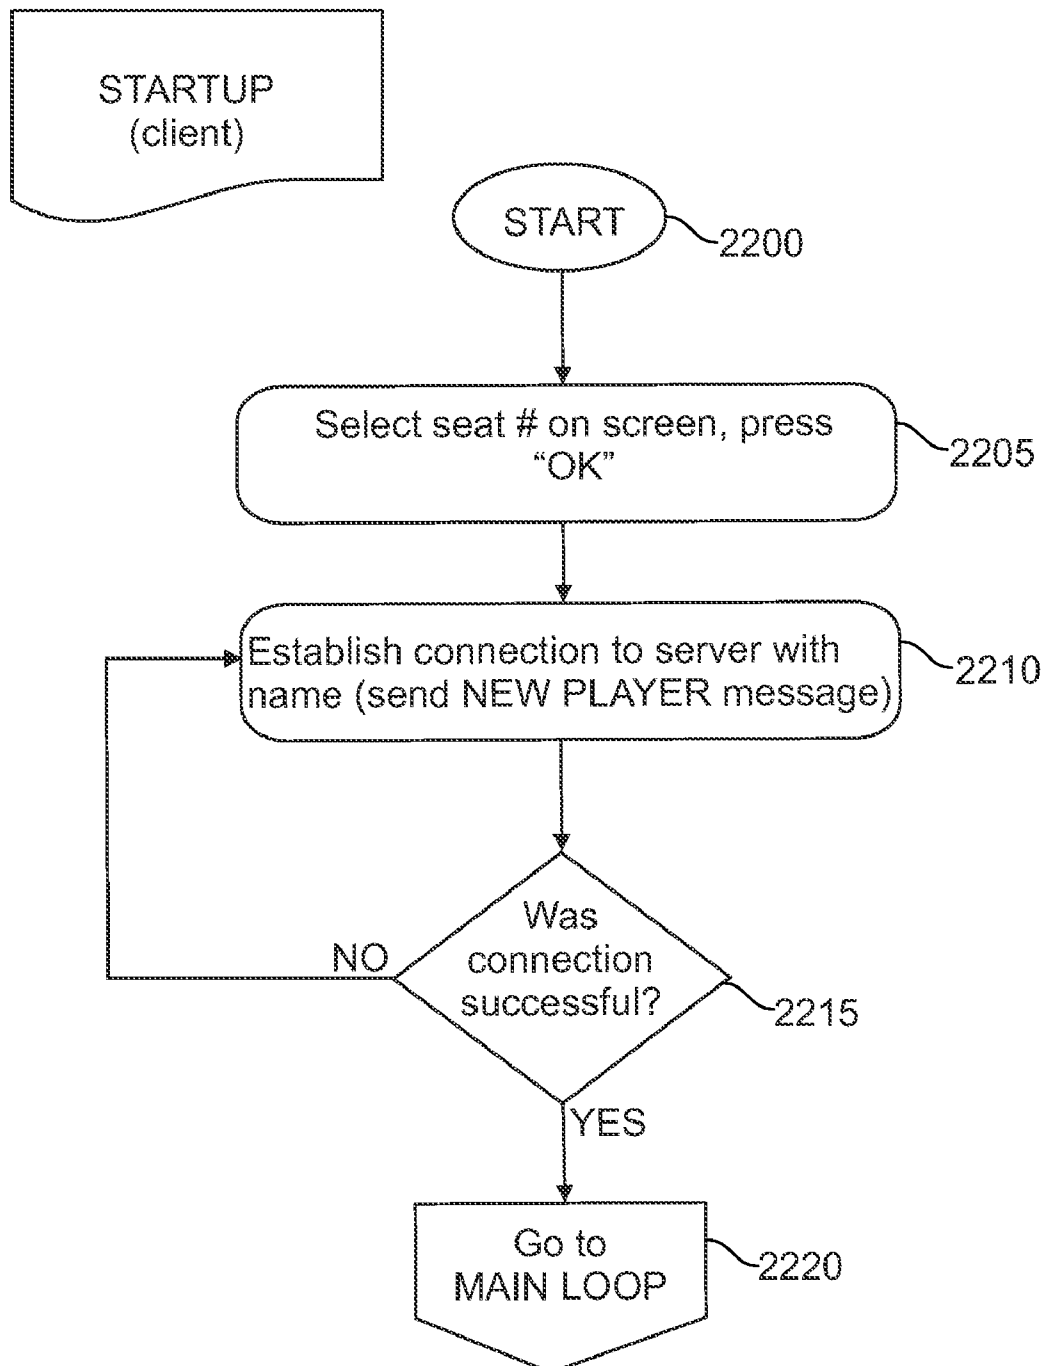 STARTUP
(client)
START
2200
Select seat # on screen, press
“OK”
2205
Establish connection to server with
name (send NEW PLAYER message)
2210
Was
connection
successful?
NO
2215
YES
Go to
MAIN LOOP
2220